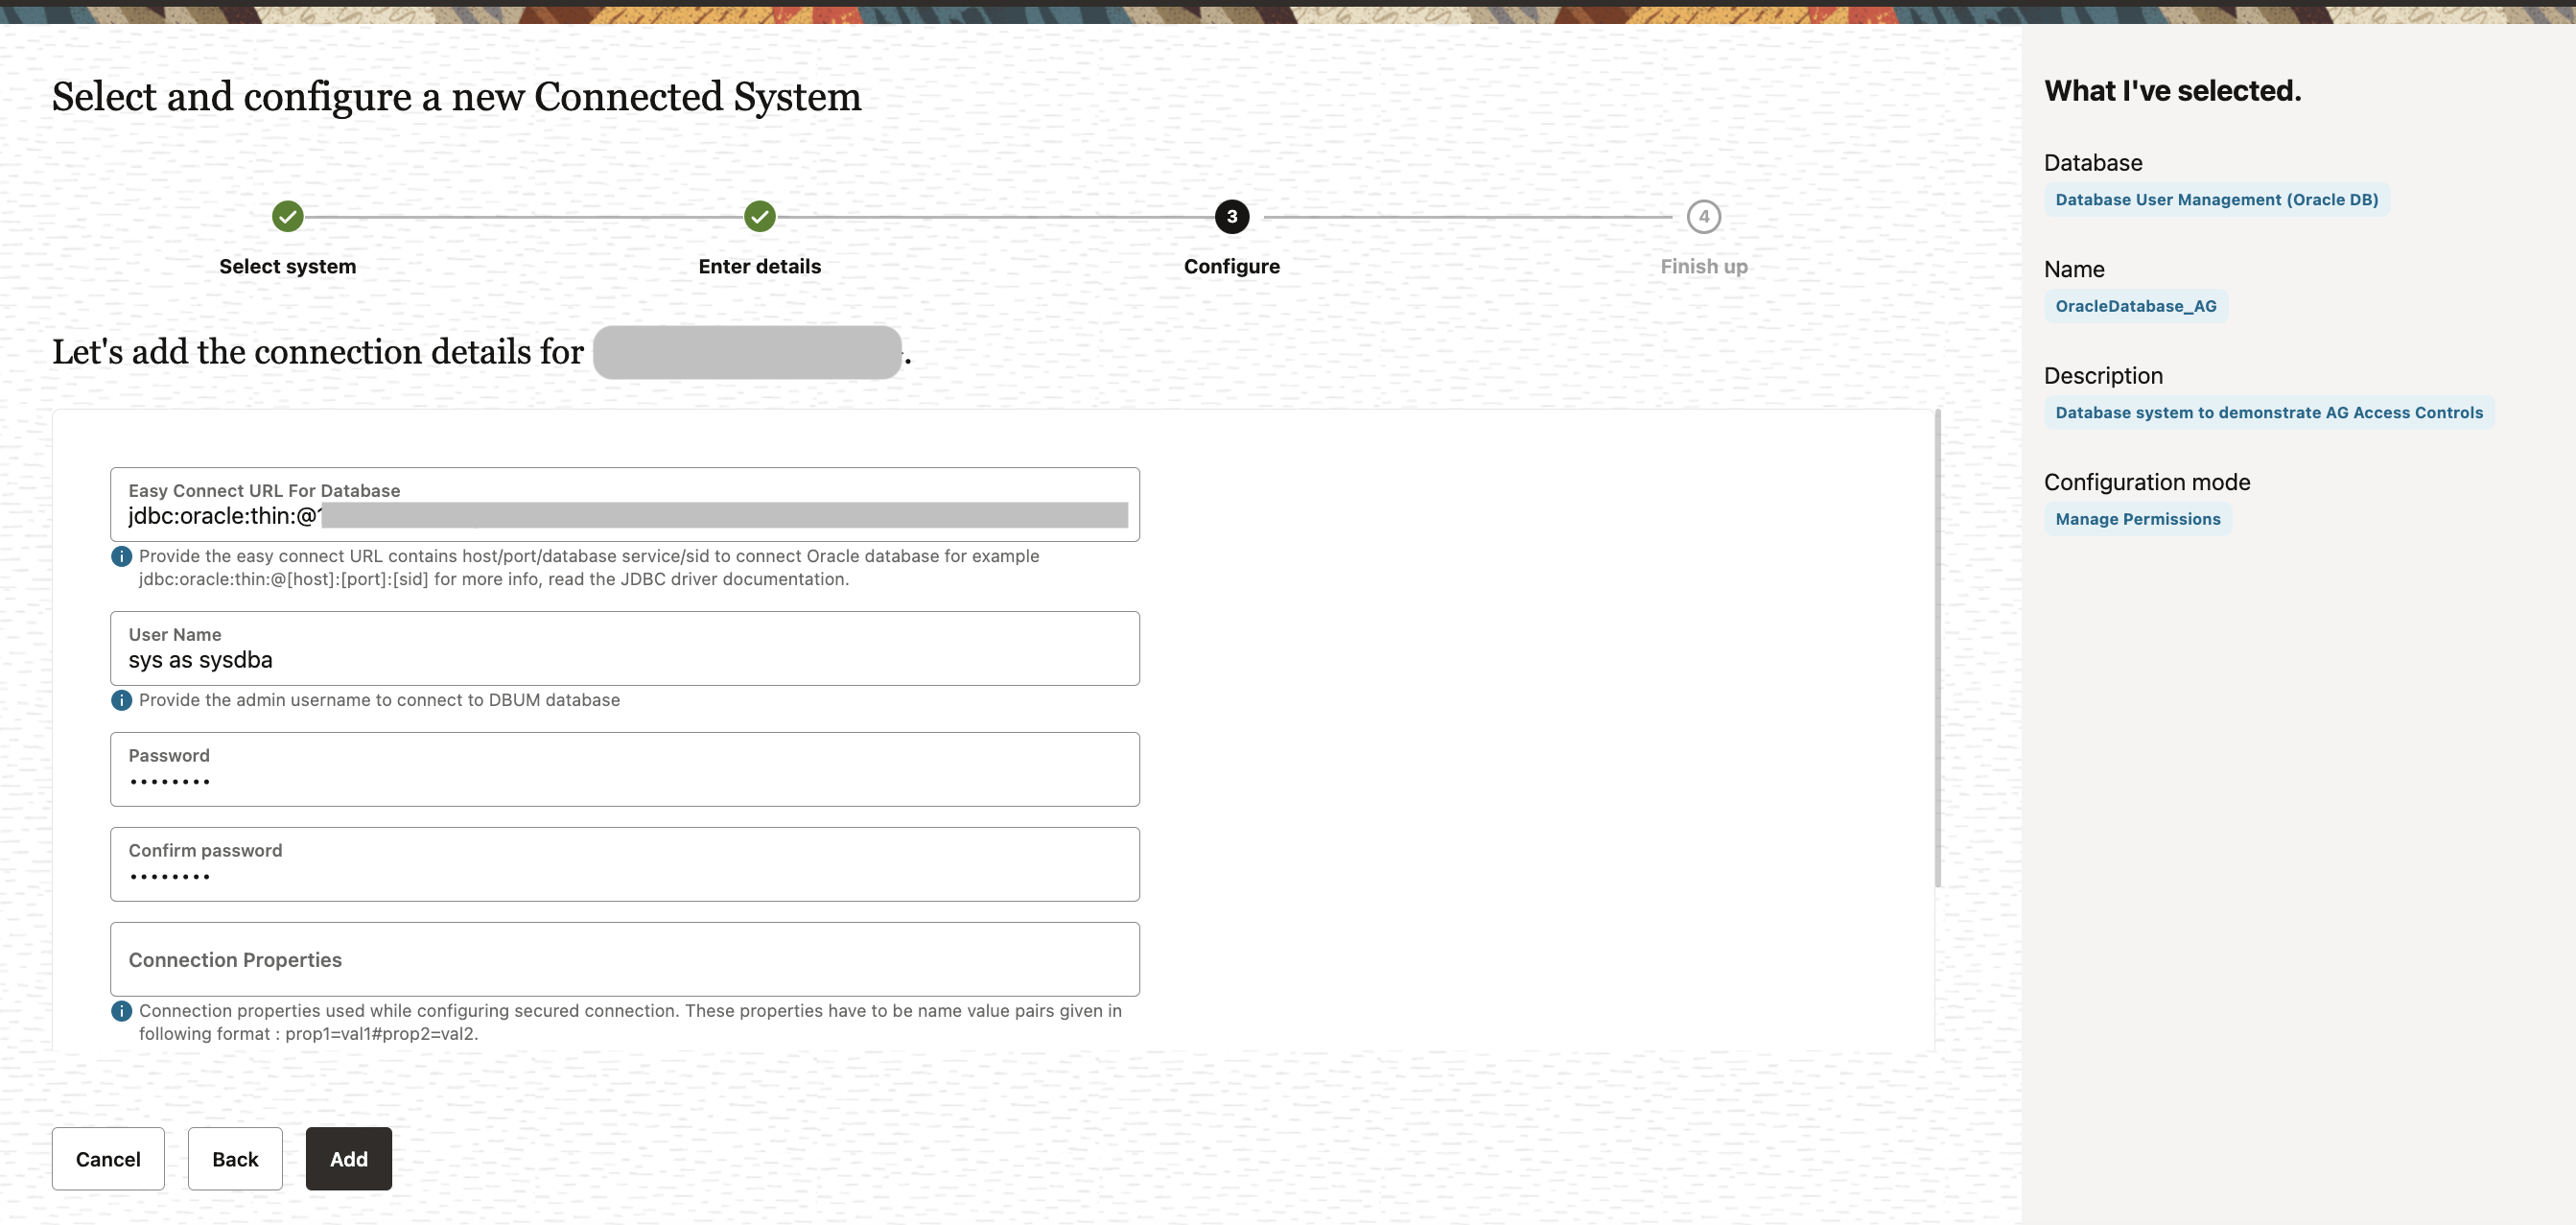 Select and configure a new Connected System
Select system
Enter details
3
Configure
4
Finish up
Let's add the connection details for .
Easy Connect URL For Database
jdbc:oracle:thin:@
Provide the easy connect URL contains host/port/database service/sid to connect Oracle database for example
jdbc:oracle:thin:@[host]:[port]:[sid] for more info, read the JDBC driver documentation.
User Name
sys as sysdba
Provide the admin username to connect to DBUM database
Password
••••••••
Confirm password
••••••••
Connection Properties
Connection properties used while configuring secured connection. These properties have to be name value pairs given in
following format : prop1=val1#prop2=val2.
Cancel
Back
Add
What I've selected.
Database
Database User Management (Oracle DB)
Name
OracleDatabase_AG
Description
Database system to demonstrate AG Access Controls
Configuration mode
Manage Permissions